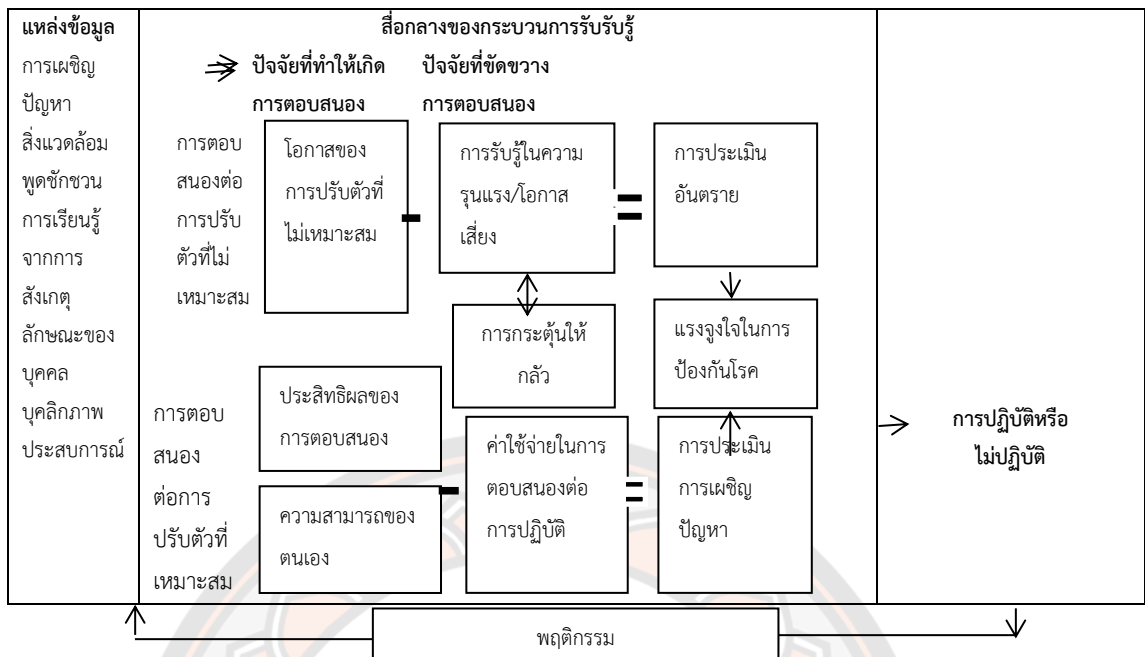 แหล่งข้อมูล
การเผชิญ
ปัญหา
สิ่งแวดล้อม
พูดชักชวน
การเรียนรู้
จากการ
สังเกตุ
ลักษณะของ
บุคคล
บุคลิกภาพ
ประสบการณ์
สื่อกลางของกระบวนการรับรับรู้
ปัจจัยที่ทำให้เกิด
การตอบสนอง
ปัจจัยที่ขัดขวาง
การตอบสนอง
การตอบ
สนองต่อ
การปรับ
ตัวที่ไม่
เหมาะสม
โอกาสของ
การปรับตัวที่
ไม่เหมาะสม
-
การรับรู้ในความ
รุนแรง/โอกาส
เสี่ยง
=
การประเมิน
อันตราย
การกระตุ้นให้
กลัว
แรงจูงใจในการ
ป้องกันโรค
การตอบ
สนอง
ต่อการ
ปรับตัวที่
เหมาะสม
ประสิทธิผลของ
การตอบสนอง
ความสามารถของ
ตนเอง
-
ค่าใช้จ่ายในการ
ตอบสนองต่อ
การปฏิบัติ
=
การประเมิน
การเผชิญ
ปัญหา
การปฏิบัติหรือ
ไม่ปฏิบัติ
พฤติกรรม